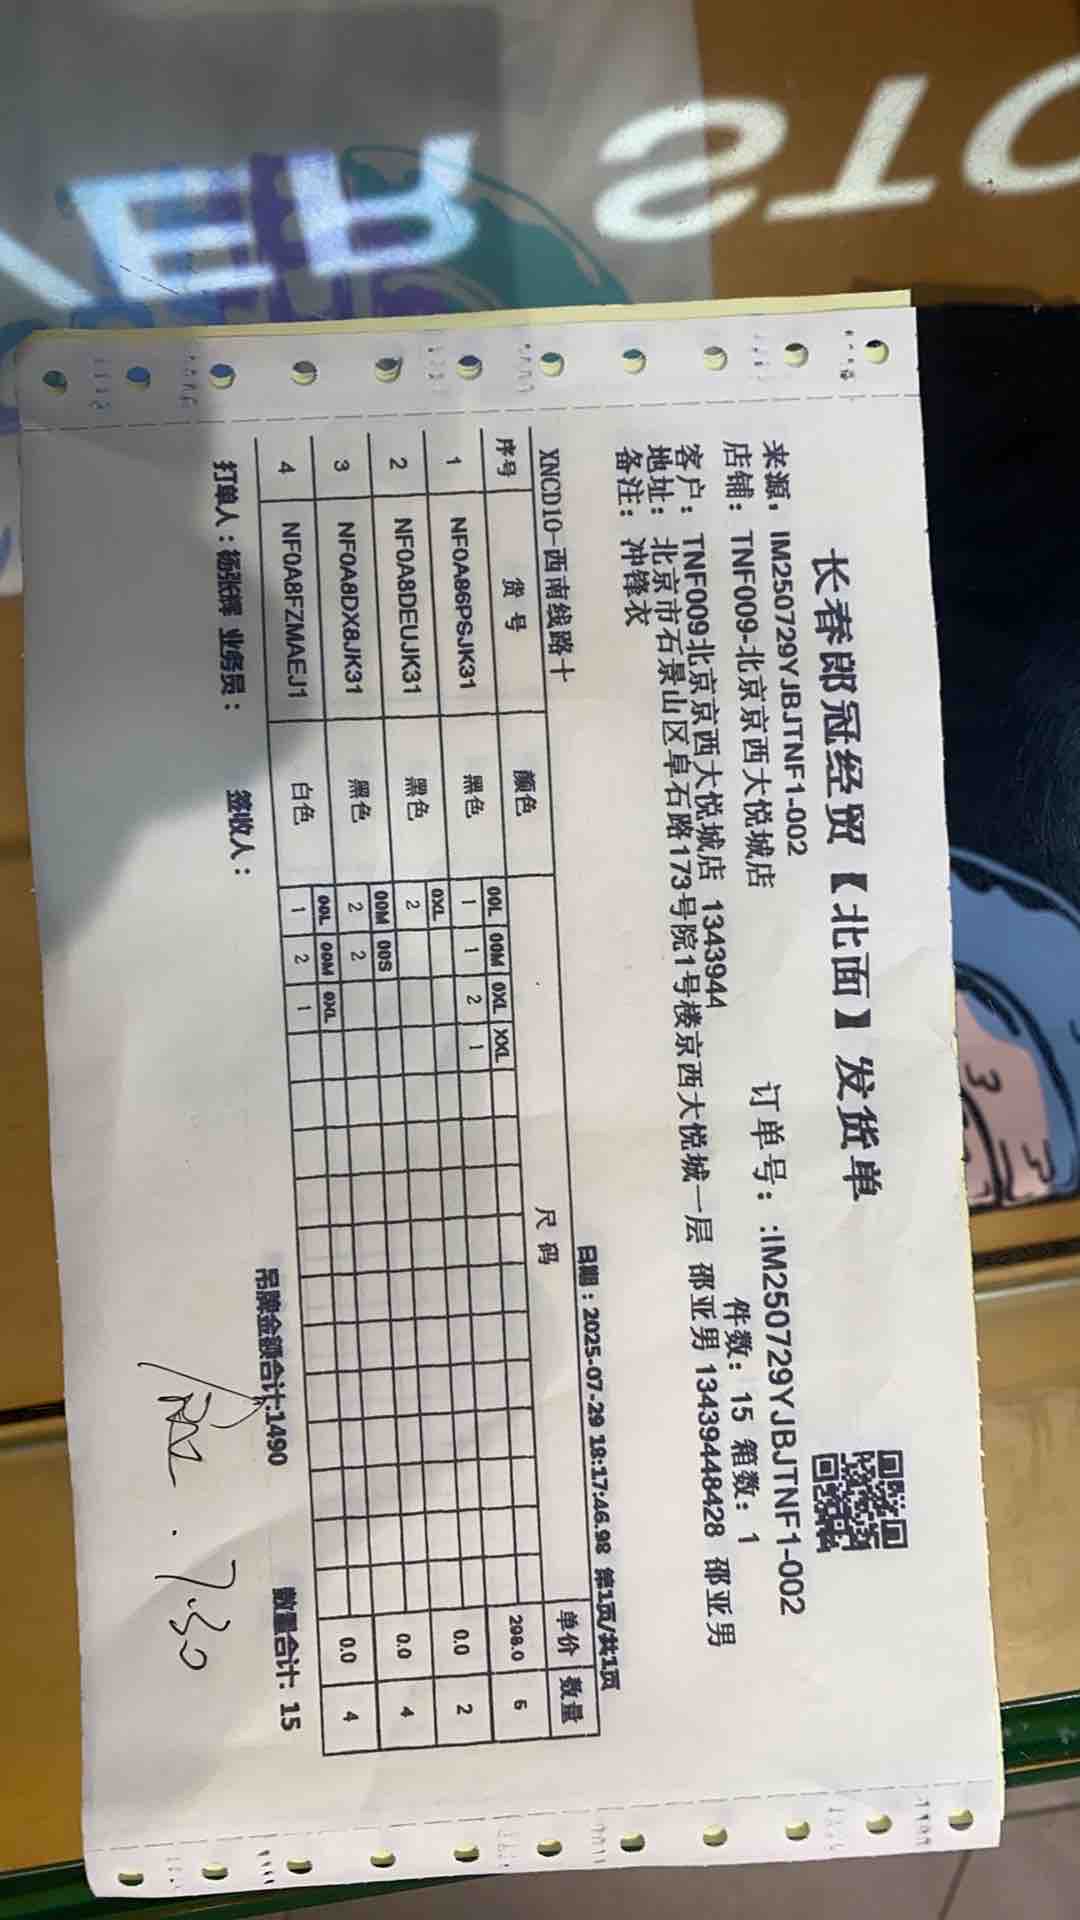 长春郎冠经贸【北面】发货单
来源: IM250729YJBJTNF1-002 订单号: :IM250729YJBJTNF1-002
店铺: TNF009-北京京西大悦城店 件数: 15 箱数: 1
客户: TNF009北京京西大悦城店 1343944
地址: 北京市石景山区阜石路173号院1号楼京西大悦城一层 邵亚男 13439448428 邵亚男
备注: 冲锋衣
XNCD10-西南线路十 日期:2025-07-29 18:17:46.98 第1页/共1页
序号 货号 颜色 尺码 单价 数量
00L 00M 0XL XXL
1 NF0A86PSJK31 黑色 1 1 2 1 298.0 5
0XL
2 NF0A8DEUJK31 黑色 2 0.0 2
00M 00S
3 NF0A8DX8JK31 黑色 2 2 0.0 4
00L 00M 0XL
4 NF0A8FZMAEJ1 白色 1 2 1 0.0 4
打单人:杨张辉 业务员: 签收人: 吊牌金额合计:1490 数量合计: 15
7.30